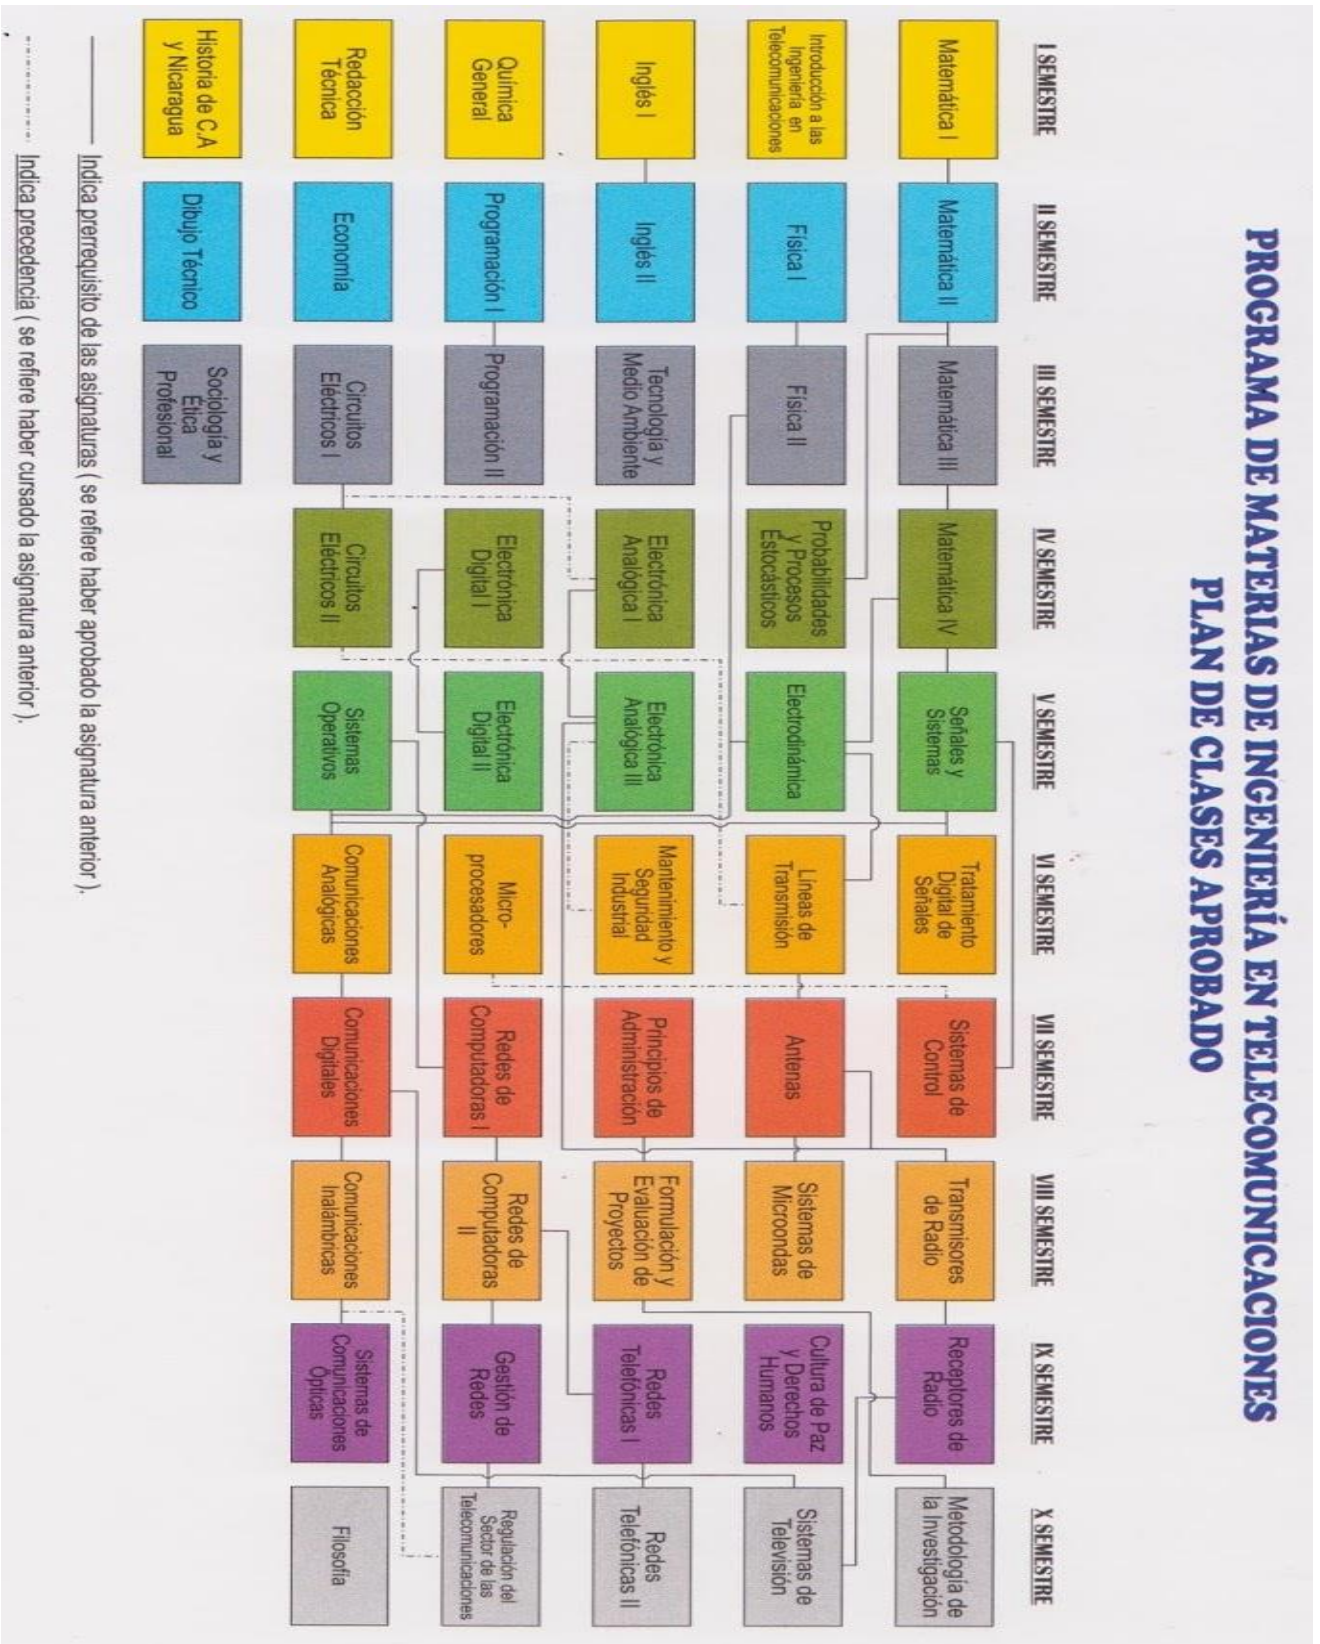 PROGRAMA DE MATERIAS DE INGENIERÍA EN TELECOMUNICACIONES
PLAN DE CLASES APROBADO
I SEMESTRE
II SEMESTRE
III SEMESTRE
IV SEMESTRE
V SEMESTRE
VI SEMESTRE
VII SEMESTRE
VIII SEMESTRE
IX SEMESTRE
X SEMESTRE
Matemática I
Matemática II
Matemática III
Matemática IV
Señales y
Sistemas
Tratamiento
Digital de
Señales
Sistemas de
Control
Transmisores
de Radio
Receptores de
Radio
Metodología de
la Investigación
Introducción a las
Ingeniería en
Telecomunicaciones
Física I
Física II
Probabilidades
y Procesos
Estocásticos
Electrodinámica
Líneas de
Transmisión
Antenas
Sistemas de
Microondas
Cultura de Paz
y Derechos
Humanos
Sistemas de
Televisión
Inglés I
Inglés II
Tecnología y
Medio Ambiente
Electrónica
Analógica I
Electrónica
Analógica III
Mantenimiento y
Seguridad
Industrial
Principios de
Administración
Formulación y
Evaluación de
Proyectos
Redes
Telefónicas I
Redes
Telefónicas II
Química
General
Programación I
Programación II
Electrónica
Digital I
Electrónica
Digital II
Micro-
procesadores
Redes de
Computadoras I
Redes de
Computadoras
II
Gestión de
Redes
Regulación del
Sector de las
Telecomunicaciones
Redacción
Técnica
Economía
Circuitos
Eléctricos I
Circuitos
Eléctricos II
Sistemas
Operativos
Comunicaciones
Analógicas
Comunicaciones
Digitales
Comunicaciones
Inalámbricas
Sistemas de
Comunicaciones
Ópticas
Filosofía
Historia de C.A
y Nicaragua
Dibujo Técnico
Sociología y
Ética
Profesional
Indica prerrequisito de las asignaturas ( se refiere haber aprobado la asignatura anterior ).
Indica precedencia ( se refiere haber cursado la asignatura anterior ).